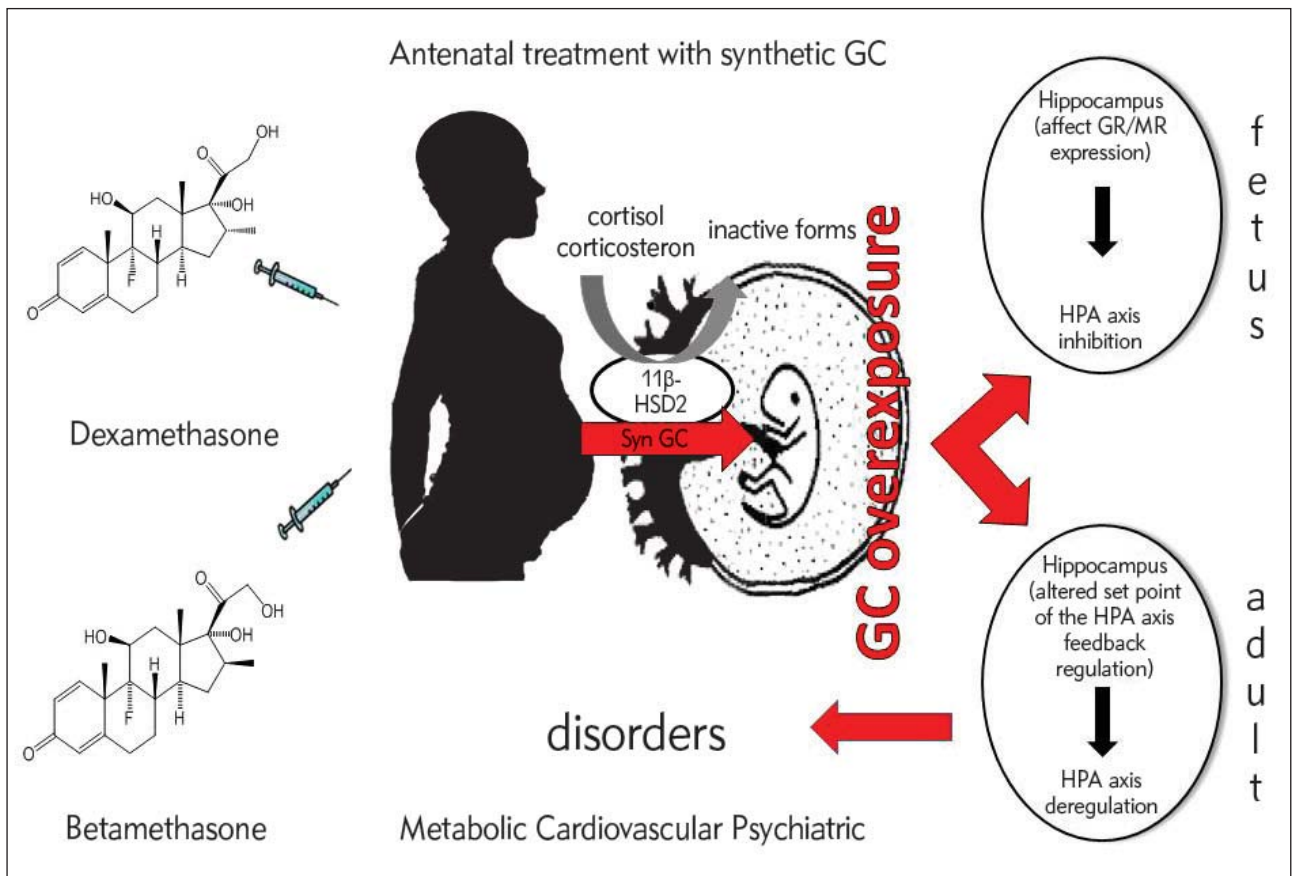 Antenatal treatment with synthetic GC
OH
O
HO
OH
H
F
H
O
Dexamethasone
O
OH
HO
OH
H
F
H
O
Betamethasone
cortisol
corticosteron
inactive forms
11β-
HSD2
Syn GC
GC overexposure
Hippocampus
(affect GR/MR
expression)
HPA axis
inhibition
fetus
Hippocampus
(altered set point
of the HPA axis
feedback
regulation)
HPA axis
deregulation
adult
disorders
Metabolic Cardiovascular Psychiatric